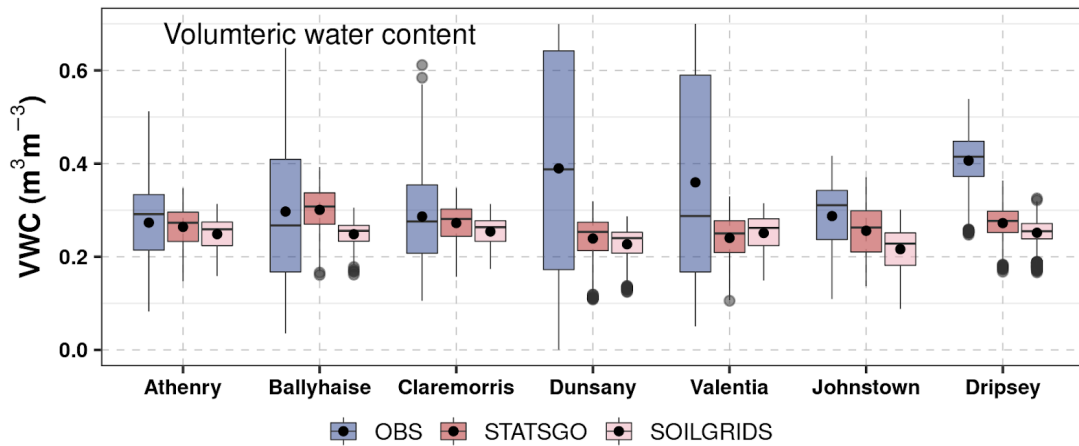 Volumteric water content
VWC (m³m⁻³)
0.6
0.4
0.2
0.0
Athenry Ballyhaise Claremorris Dunsany Valentia Johnstown Dripsey
OBS STATSGO SOILGRIDS